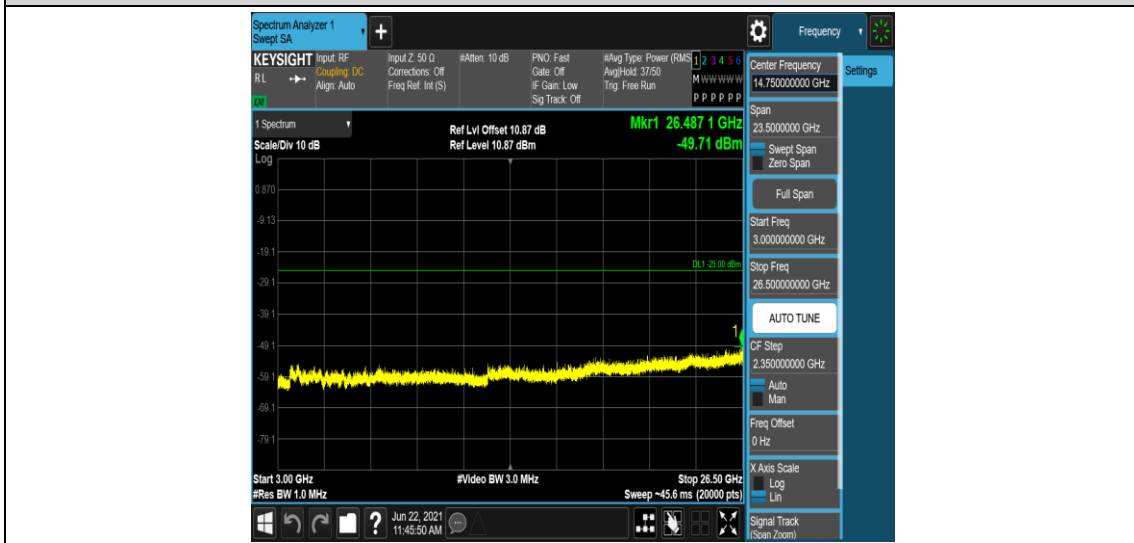 Spectrum Analyzer 1
Swept SA
+
Frequency
KEYSIGHT
RL
LXI
Input: RF
Coupling: DC
Align: Auto
Input Z: 50 Ω
Corrections: Off
Freq Ref: Int (S)
#Atten: 10 dB
PNO: Fast
Gate: Off
IF Gain: Low
Sig Track: Off
#Avg Type: Power (RMS
Avg|Hold: 37/50
Trig: Free Run
1 2 3 4 5 6
M W W W W W
P P P P P P
Center Frequency
14.750000000 GHz
Settings
Span
23.5000000 GHz
Swept Span
Zero Span
Full Span
Start Freq
3.000000000 GHz
Stop Freq
26.500000000 GHz
AUTO TUNE
CF Step
2.350000000 GHz
Auto
Man
Freq Offset
0 Hz
X Axis Scale
Log
Lin
Signal Track
(Span Zoom)
1 Spectrum
Scale/Div 10 dB
Log
Ref Lvl Offset 10.87 dB
Ref Level 10.87 dBm
Mkr1 26.487 1 GHz
-49.71 dBm
0.870
-9.13
-19.1
DL1 -25.00 dBm
-29.1
-39.1
1
-49.1
-59.1
-69.1
-79.1
Start 3.00 GHz
#Video BW 3.0 MHz
Stop 26.50 GHz
#Res BW 1.0 MHz
Sweep ~45.6 ms (20000 pts)
?
Jun 22, 2021
11:45:50 AM